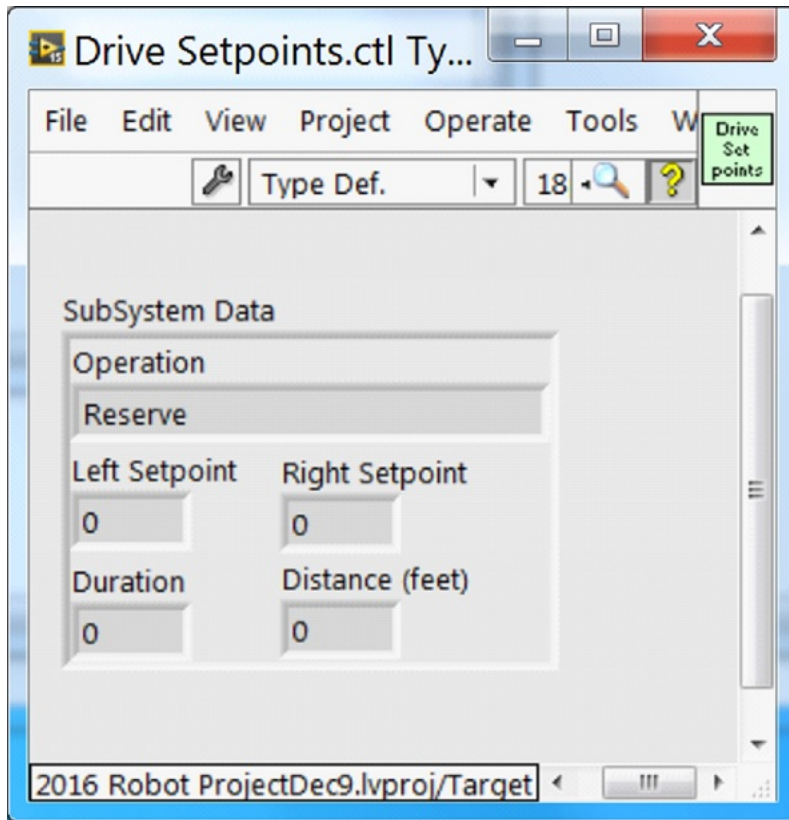 Drive Setpoints.ctl Ty...
File Edit View Project Operate Tools W
Drive
Set
points
Type Def. 18 ?
SubSystem Data
Operation
Reserve
Left Setpoint Right Setpoint
0 0
Duration Distance (feet)
0 0
2016 Robot ProjectDec9.lvproj/Target